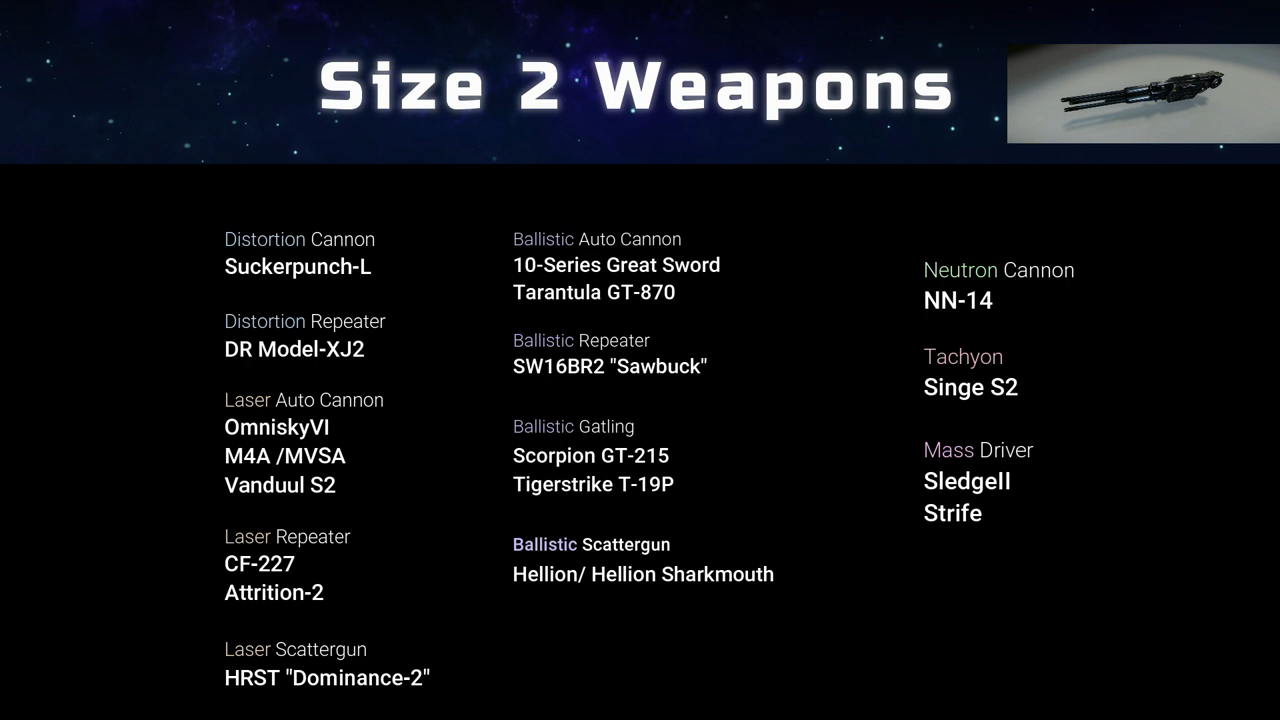 Size 2 Weapons
Distortion Cannon
Suckerpunch-L
Distortion Repeater
DR Model-XJ2
Laser Auto Cannon
OmniskyVI
M4A /MVSA
Vanduul S2
Laser Repeater
CF-227
Attrition-2
Laser Scattergun
HRST "Dominance-2"
Ballistic Auto Cannon
10-Series Great Sword
Tarantula GT-870
Ballistic Repeater
SW16BR2 "Sawbuck"
Ballistic Gatling
Scorpion GT-215
Tigerstrike T-19P
Ballistic Scattergun
Hellion/ Hellion Sharkmouth
Neutron Cannon
NN-14
Tachyon
Singe S2
Mass Driver
SledgeII
Strife